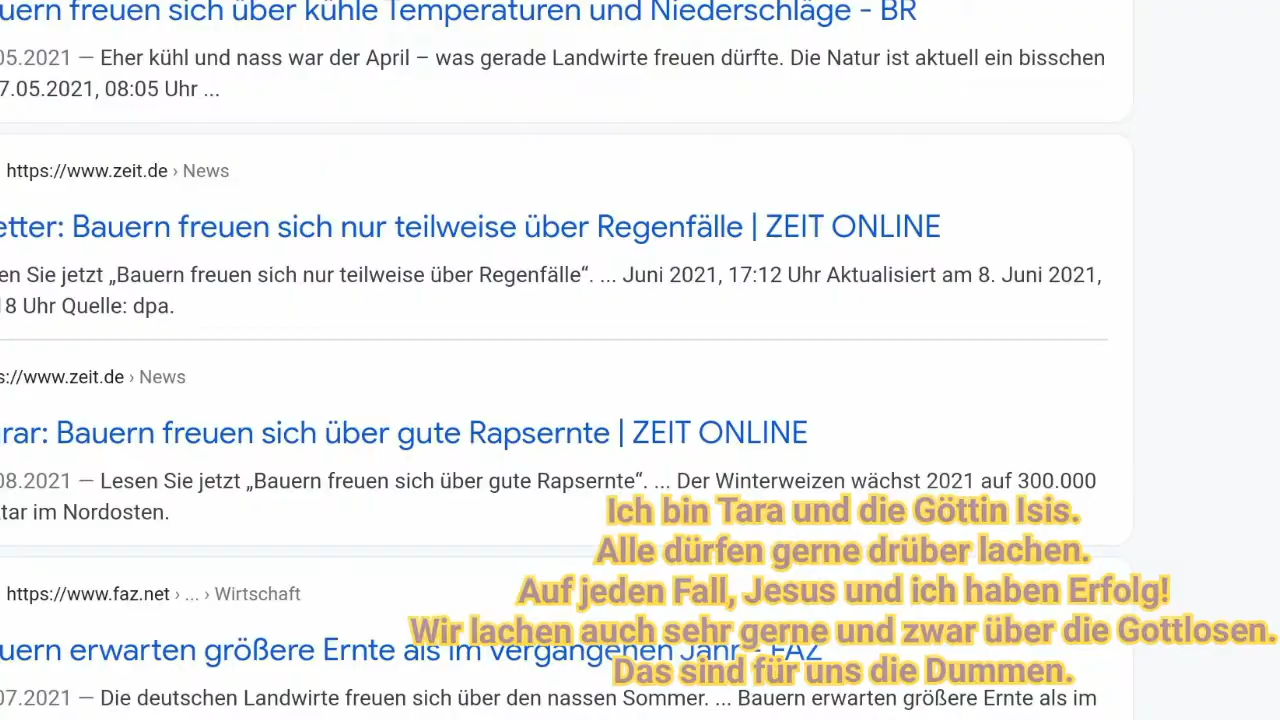 uern freuen sich über kühle Temperaturen und Niederschläge - BR
05.2021 — Eher kühl und nass war der April – was gerade Landwirte freuen dürfte. Die Natur ist aktuell ein bisschen
7.05.2021, 08:05 Uhr ...
https://www.zeit.de › News
etter: Bauern freuen sich nur teilweise über Regenfälle | ZEIT ONLINE
en Sie jetzt „Bauern freuen sich nur teilweise über Regenfälle“. ... Juni 2021, 17:12 Uhr Aktualisiert am 8. Juni 2021,
18 Uhr Quelle: dpa.
s://www.zeit.de › News
rar: Bauern freuen sich über gute Rapsernte | ZEIT ONLINE
08.2021 — Lesen Sie jetzt „Bauern freuen sich über gute Rapsernte“. ... Der Winterweizen wächst 2021 auf 300.000
tar im Nordosten.
Ich bin Tara und die Göttin Isis.
Alle dürfen gerne drüber lachen.
Auf jeden Fall, Jesus und ich haben Erfolg!
Wir lachen auch sehr gerne und zwar über die Gottlosen.
Das sind für uns die Dummen.
https://www.faz.net › ... › Wirtschaft
uern erwarten größere Ernte als im vergangenen Jahr - FAZ
07.2021 — Die deutschen Landwirte freuen sich über den nassen Sommer. ... Bauern erwarten größere Ernte als im